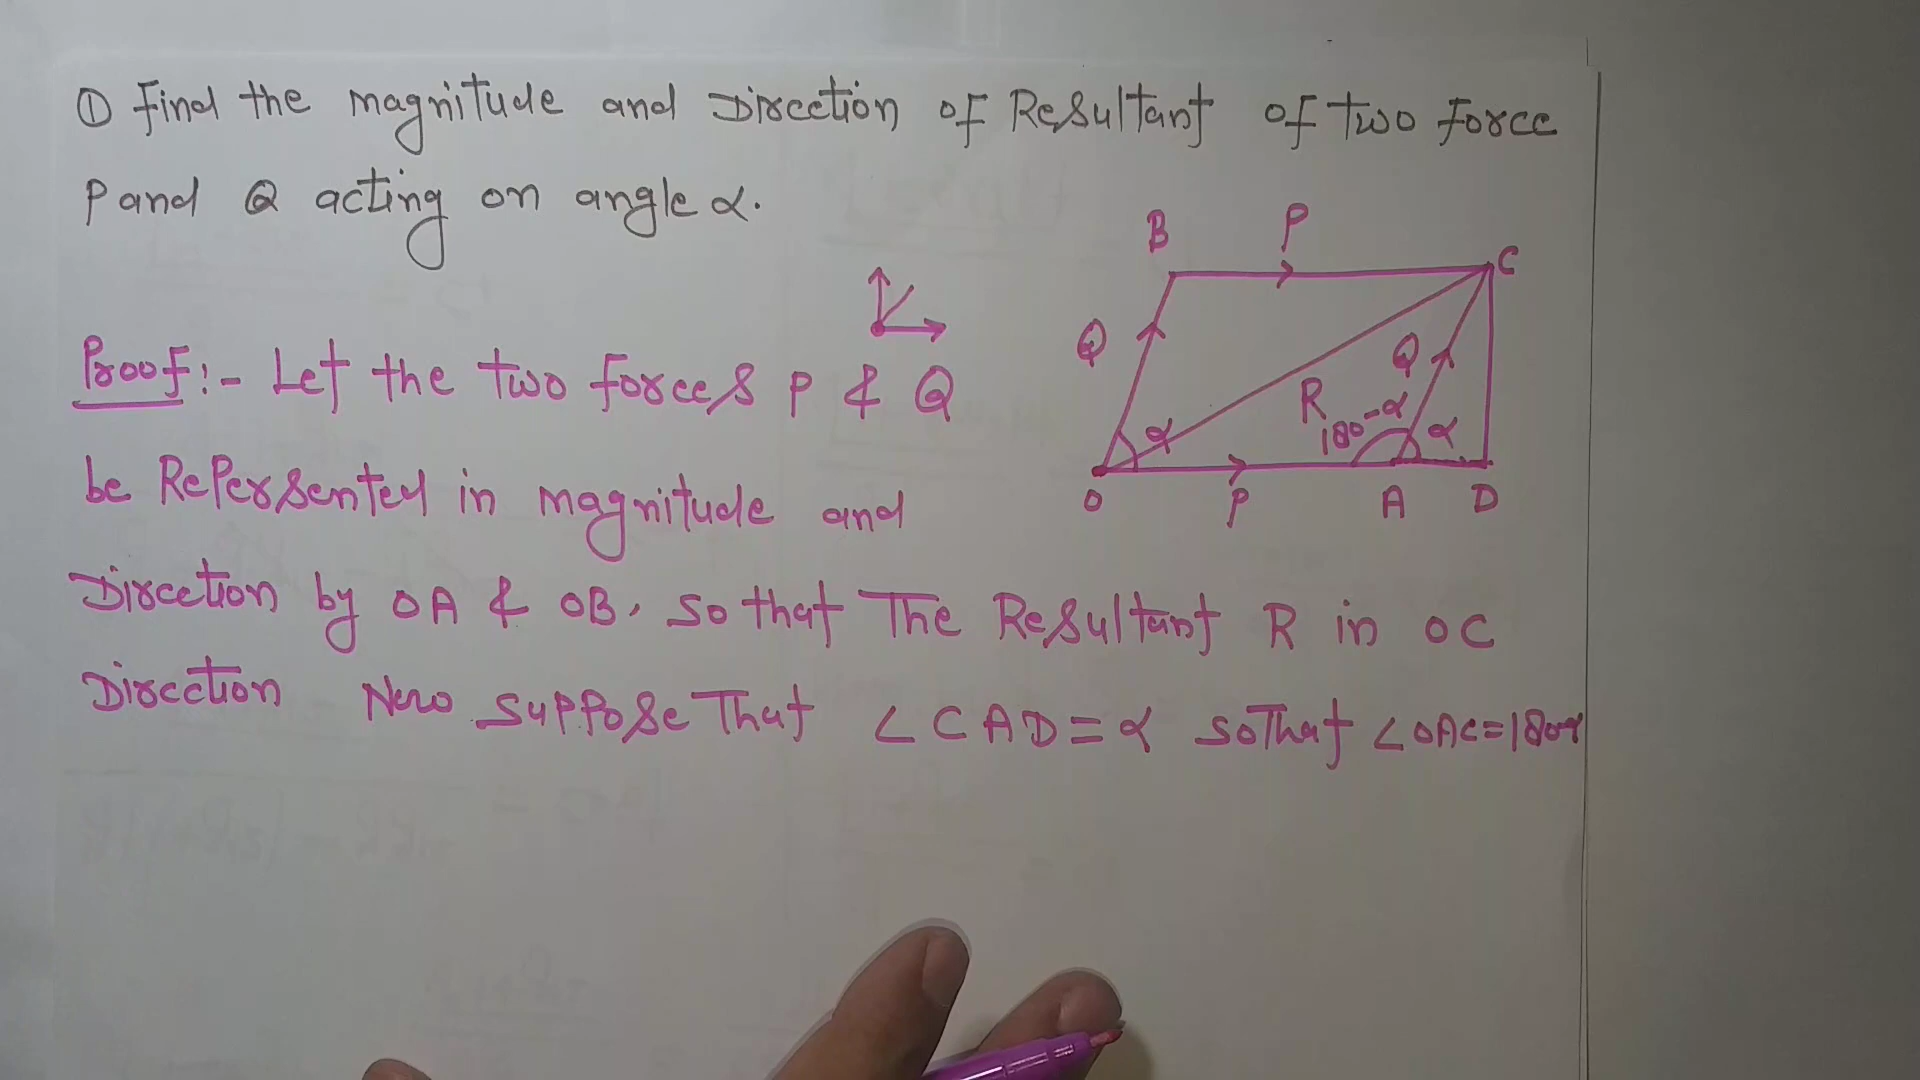 ① Find the magnitude and Direction of Resultant of two Force
P and Q acting on angle α.
B P C
Q Q
R
180-α
α α
O P A D
Proof:- Let the two forces P & Q
be RePersented in magnitude and
Direction by OA & OB. so that The Resultant R in OC
Direction Now suppose That ∠CAD=α so That ∠OAC=180-α